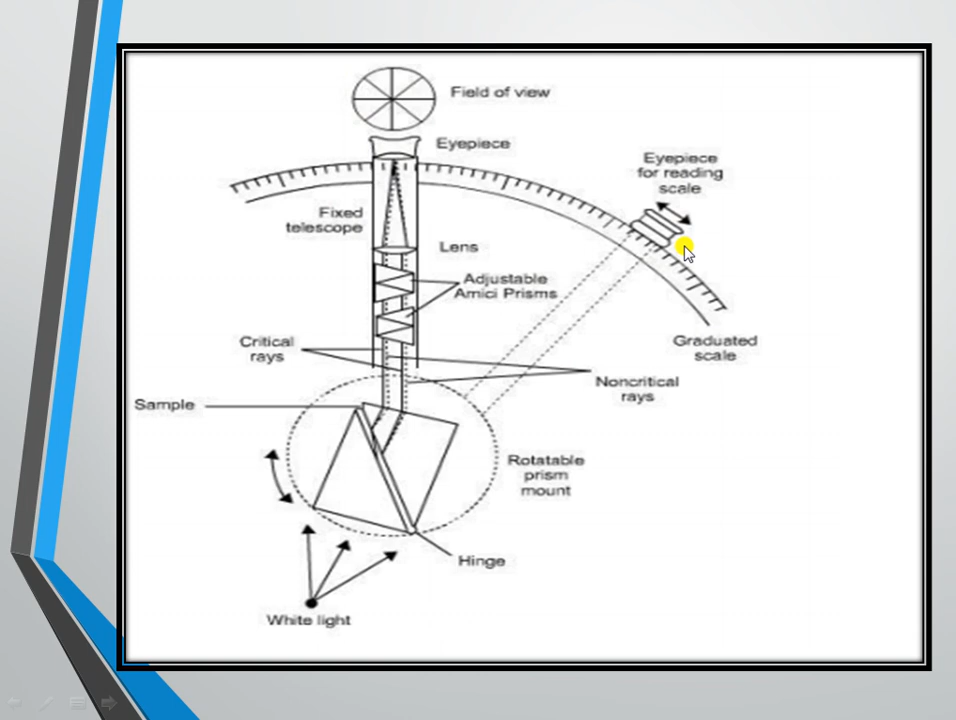 Field of view
Eyepiece
Eyepiece
for reading
scale
Fixed
telescope
Lens
Adjustable
Amici Prisms
Critical
rays
Graduated
scale
Noncritical
rays
Sample
Rotatable
prism
mount
Hinge
White light